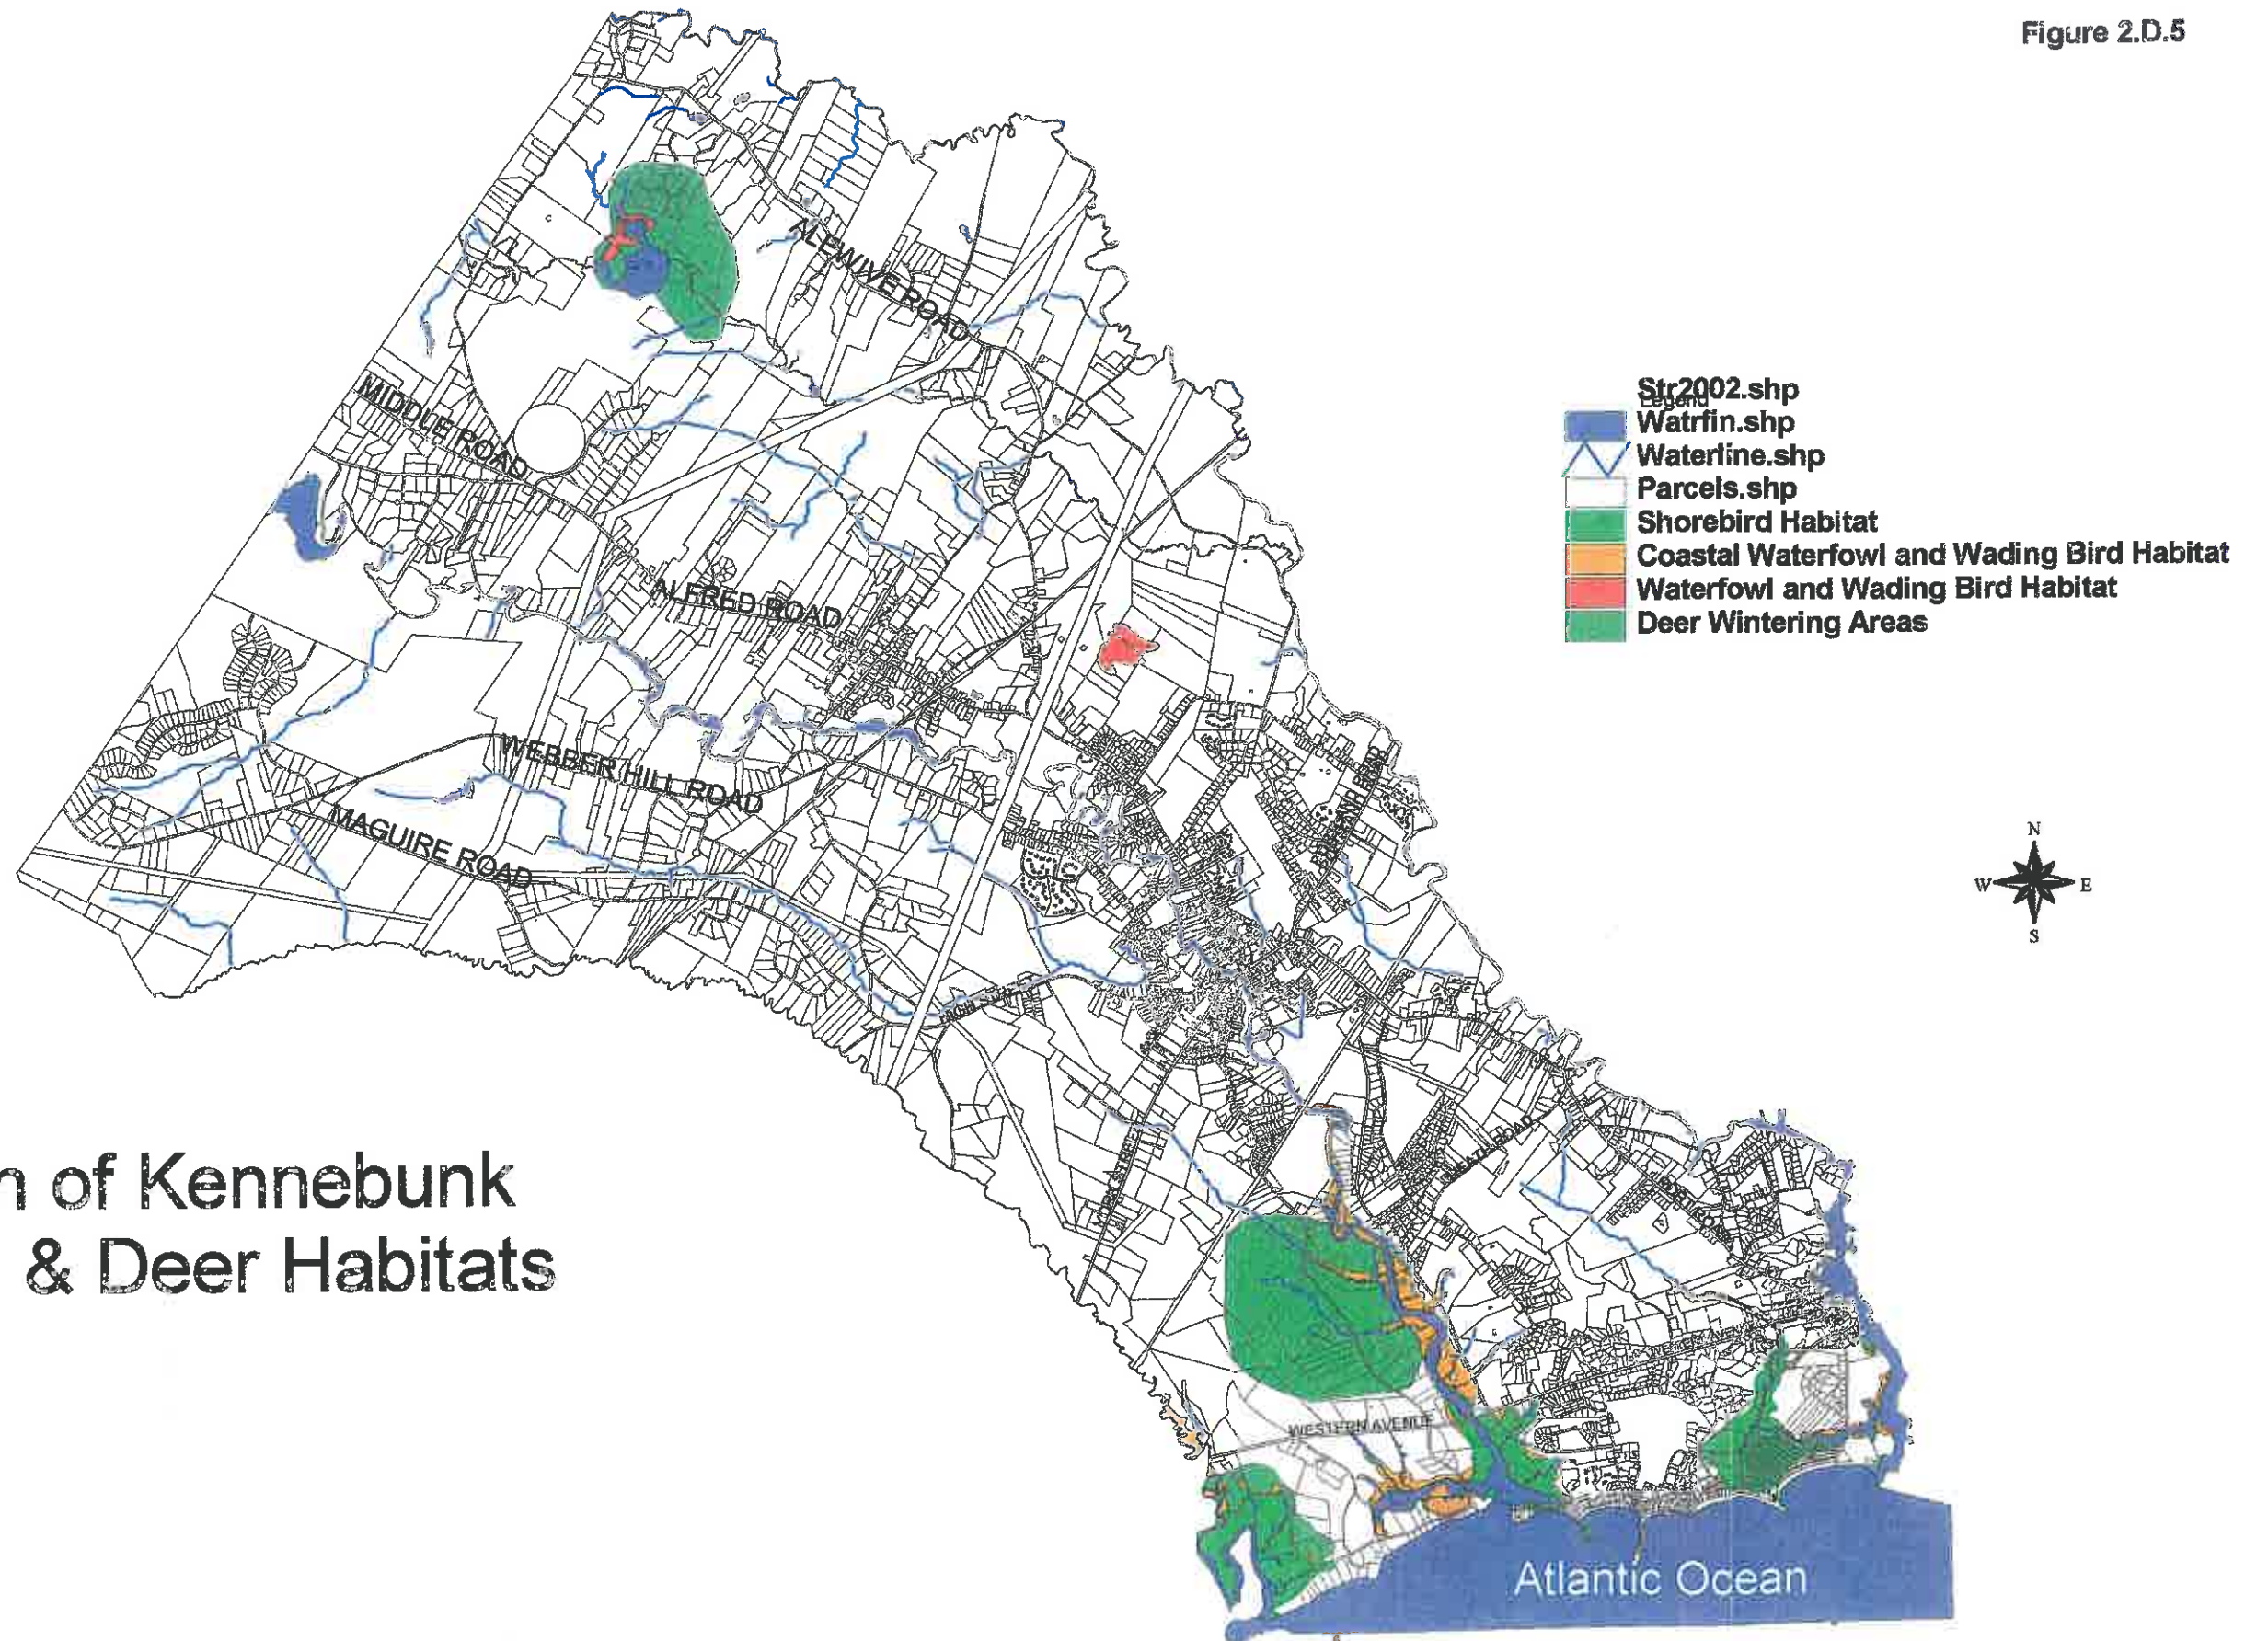 Figure 2.D.5
ALEWIVE ROAD
MIDDLE ROAD
Str2002.shp
Legend
Watrfin.shp
Waterline.shp
Parcels.shp
Shorebird Habitat
Coastal Waterfowl and Wading Bird Habitat
Waterfowl and Wading Bird Habitat
Deer Wintering Areas
ALFRED ROAD
WEBBER HILL ROAD
MAGUIRE ROAD
N
W
E
S
n of Kennebunk
& Deer Habitats
WESTERN AVENUE
WESTERN AVENUE
Atlantic Ocean